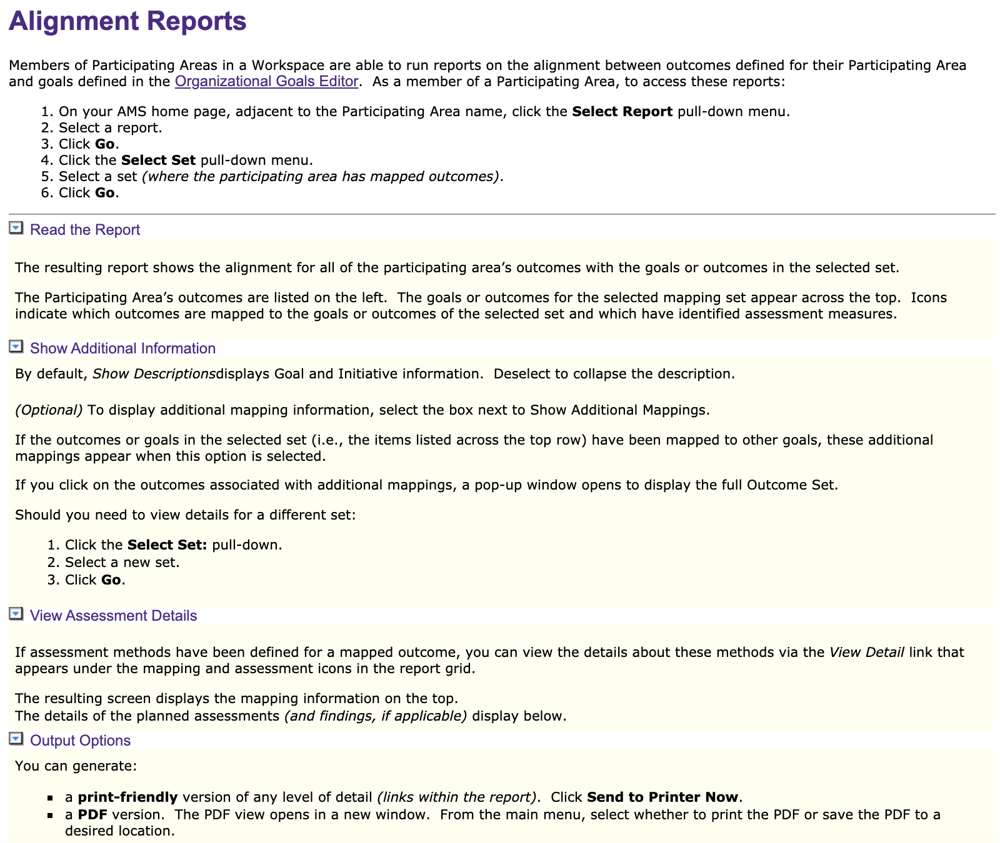 Alignment Reports
Members of Participating Areas in a Workspace are able to run reports on the alignment between outcomes defined for their Participating Area
and goals defined in the Organizational Goals Editor.  As a member of a Participating Area, to access these reports:
1. On your AMS home page, adjacent to the Participating Area name, click the Select Report pull-down menu.
2. Select a report.
3. Click Go.
4. Click the Select Set pull-down menu.
5. Select a set (where the participating area has mapped outcomes).
6. Click Go.
Read the Report
The resulting report shows the alignment for all of the participating area’s outcomes with the goals or outcomes in the selected set.
The Participating Area’s outcomes are listed on the left.  The goals or outcomes for the selected mapping set appear across the top.  Icons
indicate which outcomes are mapped to the goals or outcomes of the selected set and which have identified assessment measures.
Show Additional Information
By default, Show Descriptionsdisplays Goal and Initiative information.  Deselect to collapse the description.
(Optional) To display additional mapping information, select the box next to Show Additional Mappings.
If the outcomes or goals in the selected set (i.e., the items listed across the top row) have been mapped to other goals, these additional
mappings appear when this option is selected.
If you click on the outcomes associated with additional mappings, a pop-up window opens to display the full Outcome Set.
Should you need to view details for a different set:
1. Click the Select Set: pull-down.
2. Select a new set.
3. Click Go.
View Assessment Details
If assessment methods have been defined for a mapped outcome, you can view the details about these methods via the View Detail link that
appears under the mapping and assessment icons in the report grid.
The resulting screen displays the mapping information on the top.
The details of the planned assessments (and findings, if applicable) display below.
Output Options
You can generate:
▪ a print-friendly version of any level of detail (links within the report).  Click Send to Printer Now.
▪ a PDF version.  The PDF view opens in a new window.  From the main menu, select whether to print the PDF or save the PDF to a
desired location.